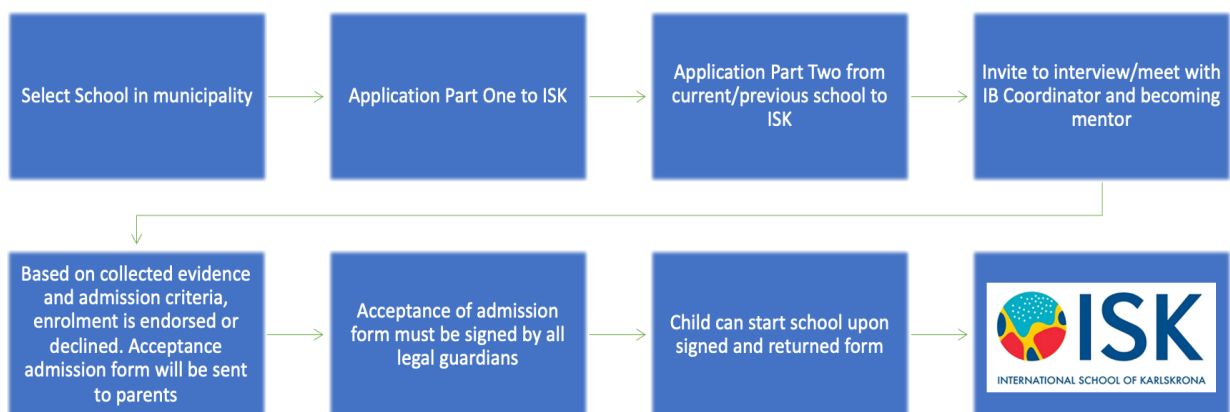 Select School in municipality
Application Part One to ISK
Application Part Two from
current/previous school to
ISK
Invite to interview/meet with
IB Coordinator and becoming
mentor
Based on collected evidence
and admission criteria,
enrolment is endorsed or
declined. Acceptance
admission form will be sent
to parents
Acceptance of admission
form must be signed by all
legal guardians
Child can start school upon
signed and returned form
ISK
INTERNATIONAL SCHOOL OF KARLSKRONA